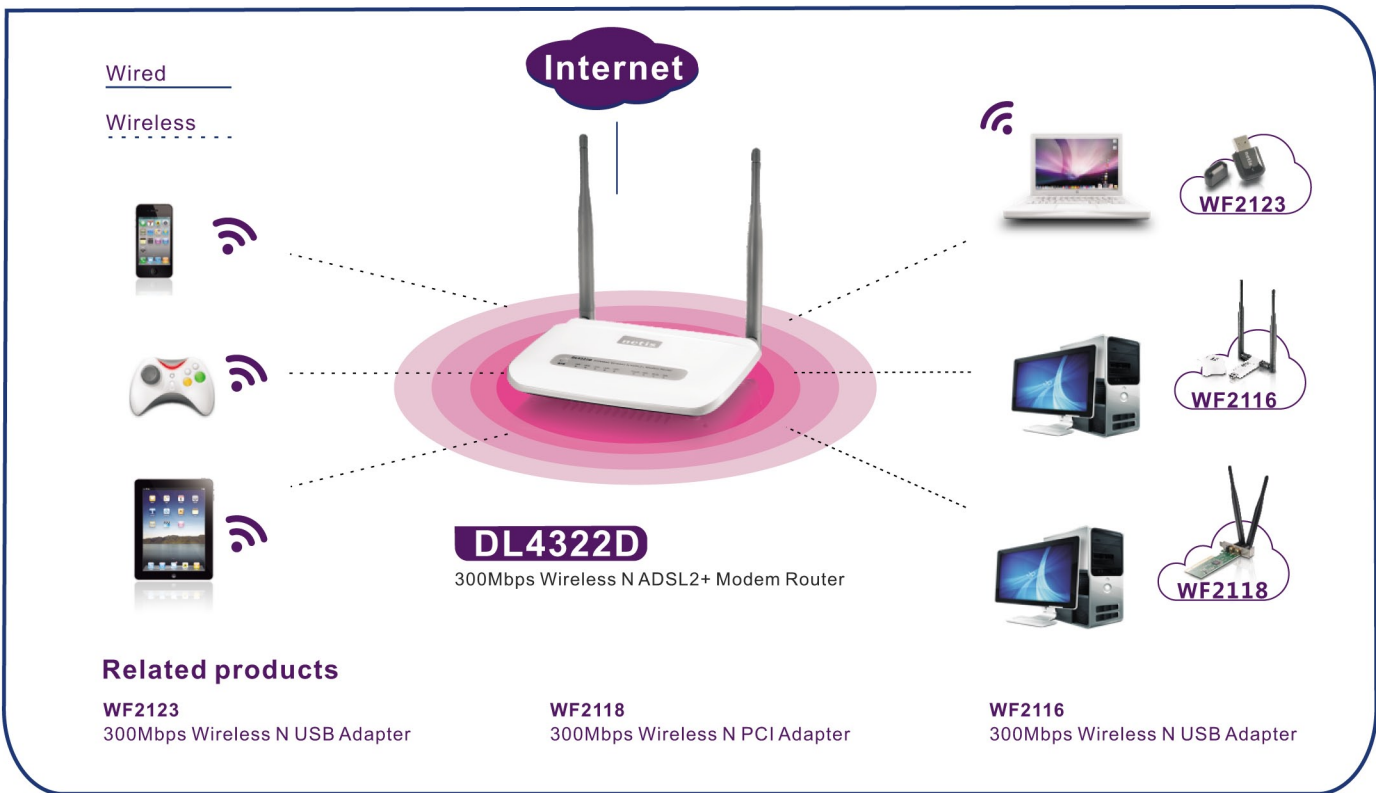 Internet
Wired
Wireless
WF2123
WF2116
WF2118
netis
DL4322D
300Mbps Wireless N ADSL2+ Modem Router
Related products
WF2123
300Mbps Wireless N USB Adapter
WF2118
300Mbps Wireless N PCI Adapter
WF2116
300Mbps Wireless N USB Adapter